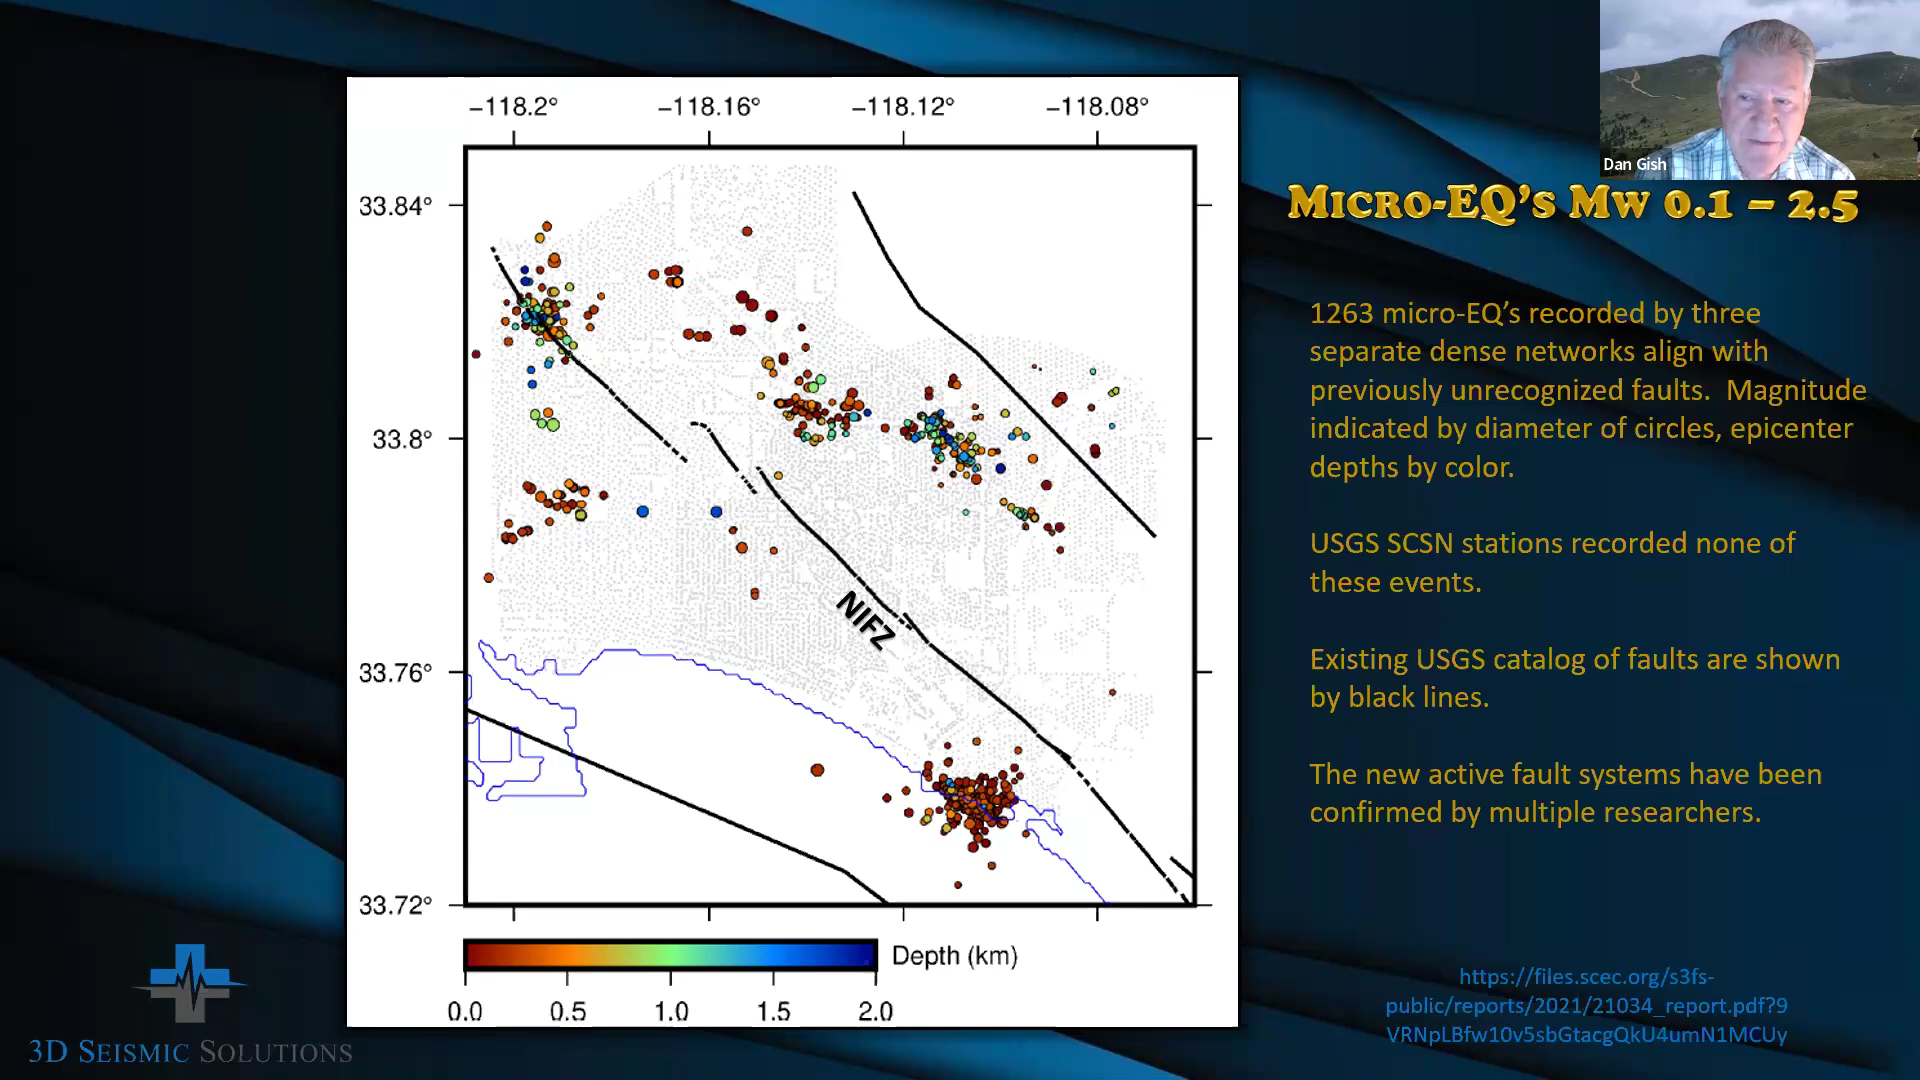 −118.2° −118.16° −118.12° −118.08°
33.84°
33.8°
33.76°
33.72°
NIFZ
Depth (km)
0.0 0.5 1.0 1.5 2.0
Dan Gish
Micro-EQ’s Mw 0.1 – 2.5
1263 micro-EQ’s recorded by three
separate dense networks align with
previously unrecognized faults. Magnitude
indicated by diameter of circles, epicenter
depths by color.
USGS SCSN stations recorded none of
these events.
Existing USGS catalog of faults are shown
by black lines.
The new active fault systems have been
confirmed by multiple researchers.
https://files.scec.org/s3fs-
public/reports/2021/21034_report.pdf?9
VRNpLBfw10v5sbGtacgQkU4umN1MCUy
3D Seismic Solutions